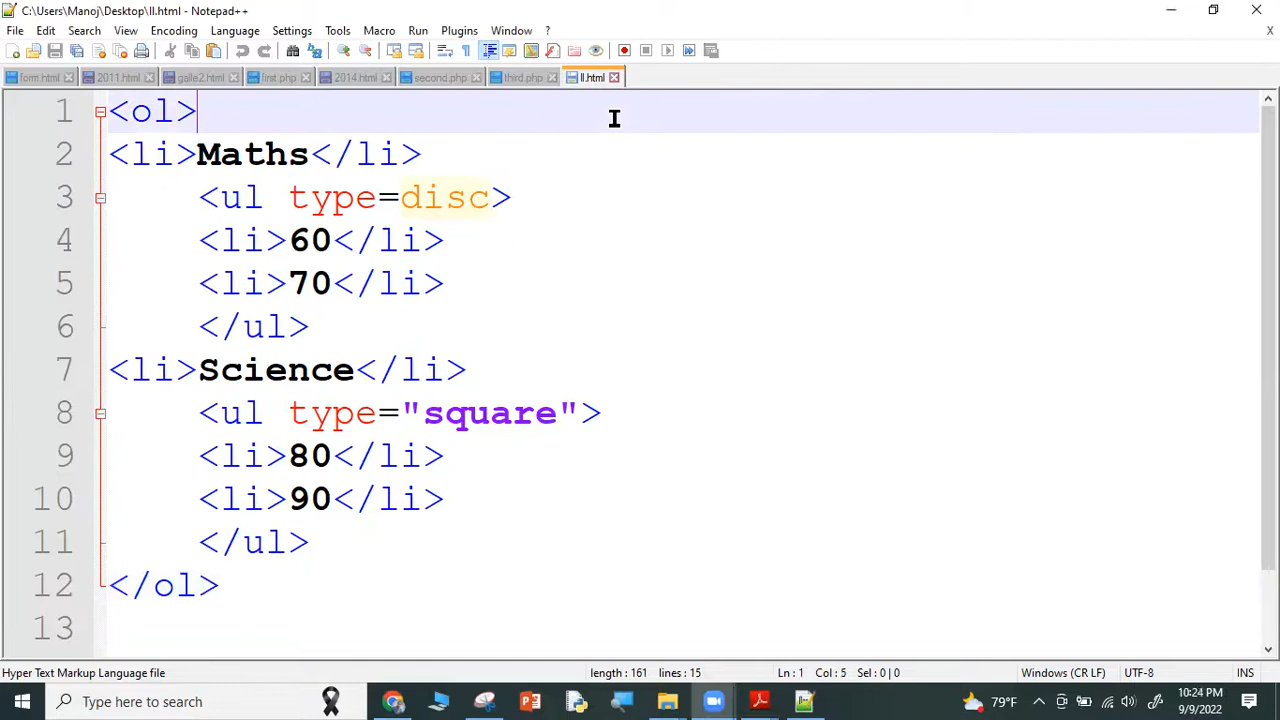 C:\Users\Manoj\Desktop\ll.html - Notepad++
File Edit Search View Encoding Language Settings Tools Macro Run Plugins Window ? X
form.html 2011.html galle2.html first.php 2014.html second.php third.php ll.html
1 <ol>
2 <li>Maths</li>
3 <ul type=disc>
4 <li>60</li>
5 <li>70</li>
6 </ul>
7 <li>Science</li>
8 <ul type="square">
9 <li>80</li>
10 <li>90</li>
11 </ul>
12 </ol>
13
Hyper Text Markup Language file length : 161 lines : 15 Ln : 1 Col : 5 Sel : 0 | 0 Windows (CR LF) UTF-8 INS
Type here to search 79°F 10:24 PM
9/9/2022